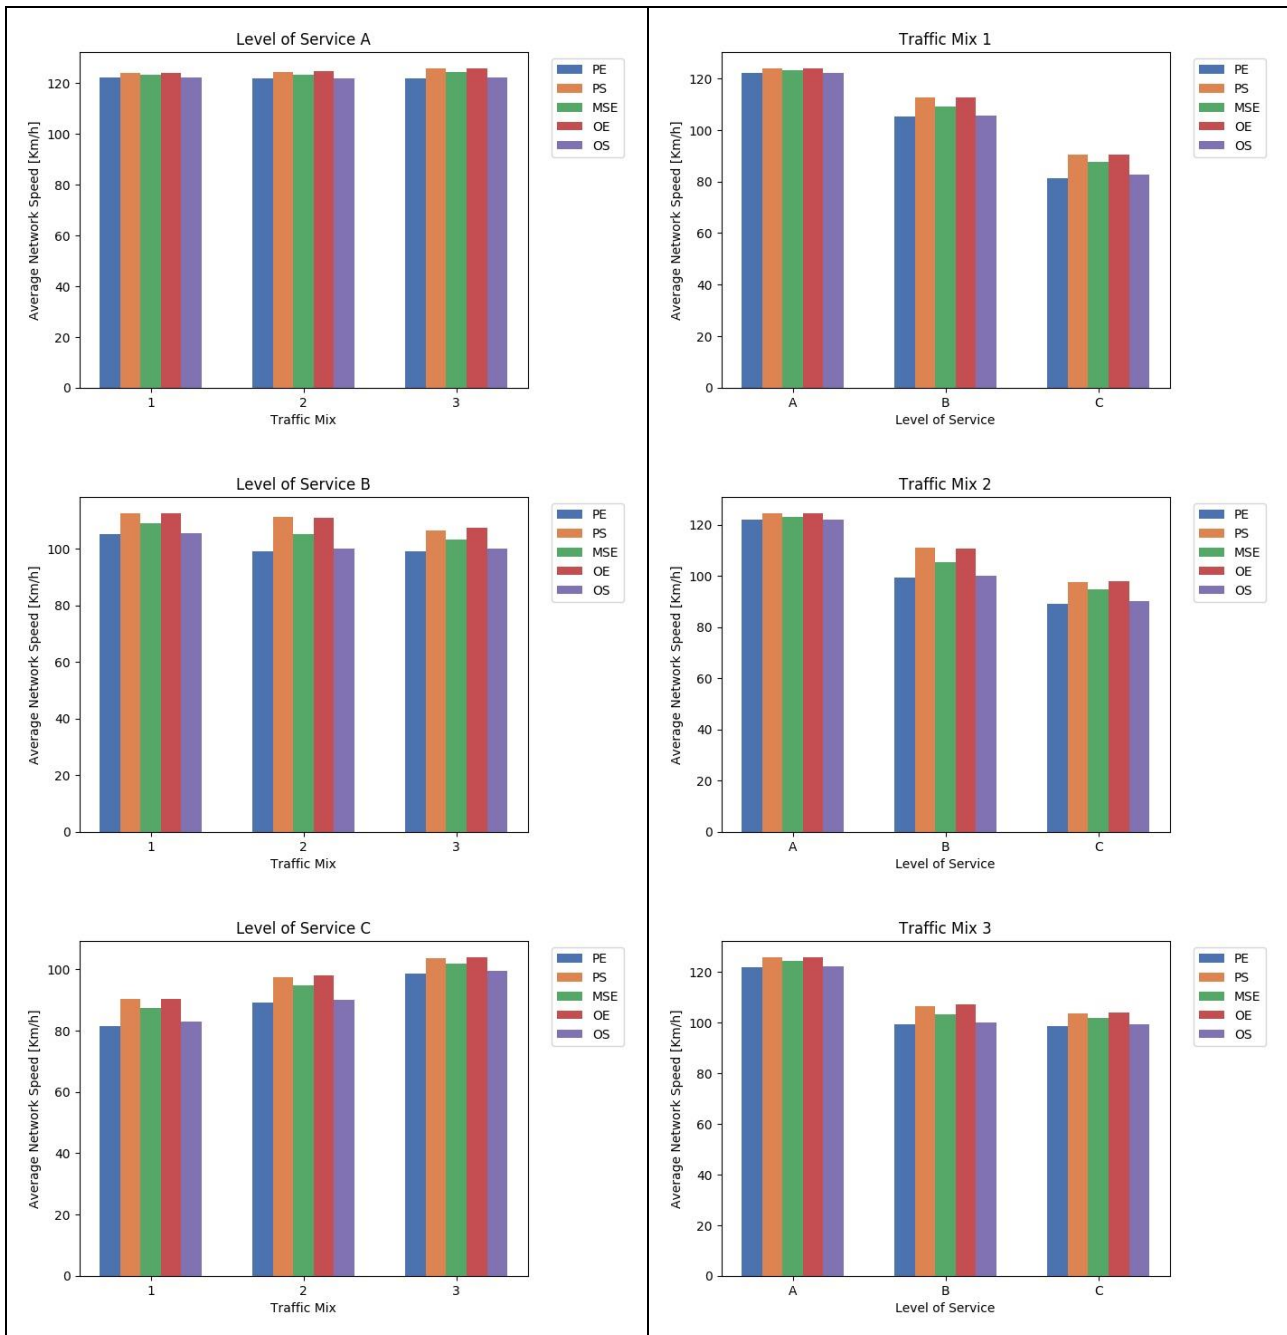 Level of Service A
Average Network Speed [Km/h]
120
100
80
60
40
20
0
1 2 3
Traffic Mix
PE
PS
MSE
OE
OS
Traffic Mix 1
Average Network Speed [Km/h]
120
100
80
60
40
20
0
A B C
Level of Service
PE
PS
MSE
OE
OS
Level of Service B
Average Network Speed [Km/h]
100
80
60
40
20
0
1 2 3
Traffic Mix
PE
PS
MSE
OE
OS
Traffic Mix 2
Average Network Speed [Km/h]
120
100
80
60
40
20
0
A B C
Level of Service
PE
PS
MSE
OE
OS
Level of Service C
Average Network Speed [Km/h]
100
80
60
40
20
0
1 2 3
Traffic Mix
PE
PS
MSE
OE
OS
Traffic Mix 3
Average Network Speed [Km/h]
120
100
80
60
40
20
0
A B C
Level of Service
PE
PS
MSE
OE
OS